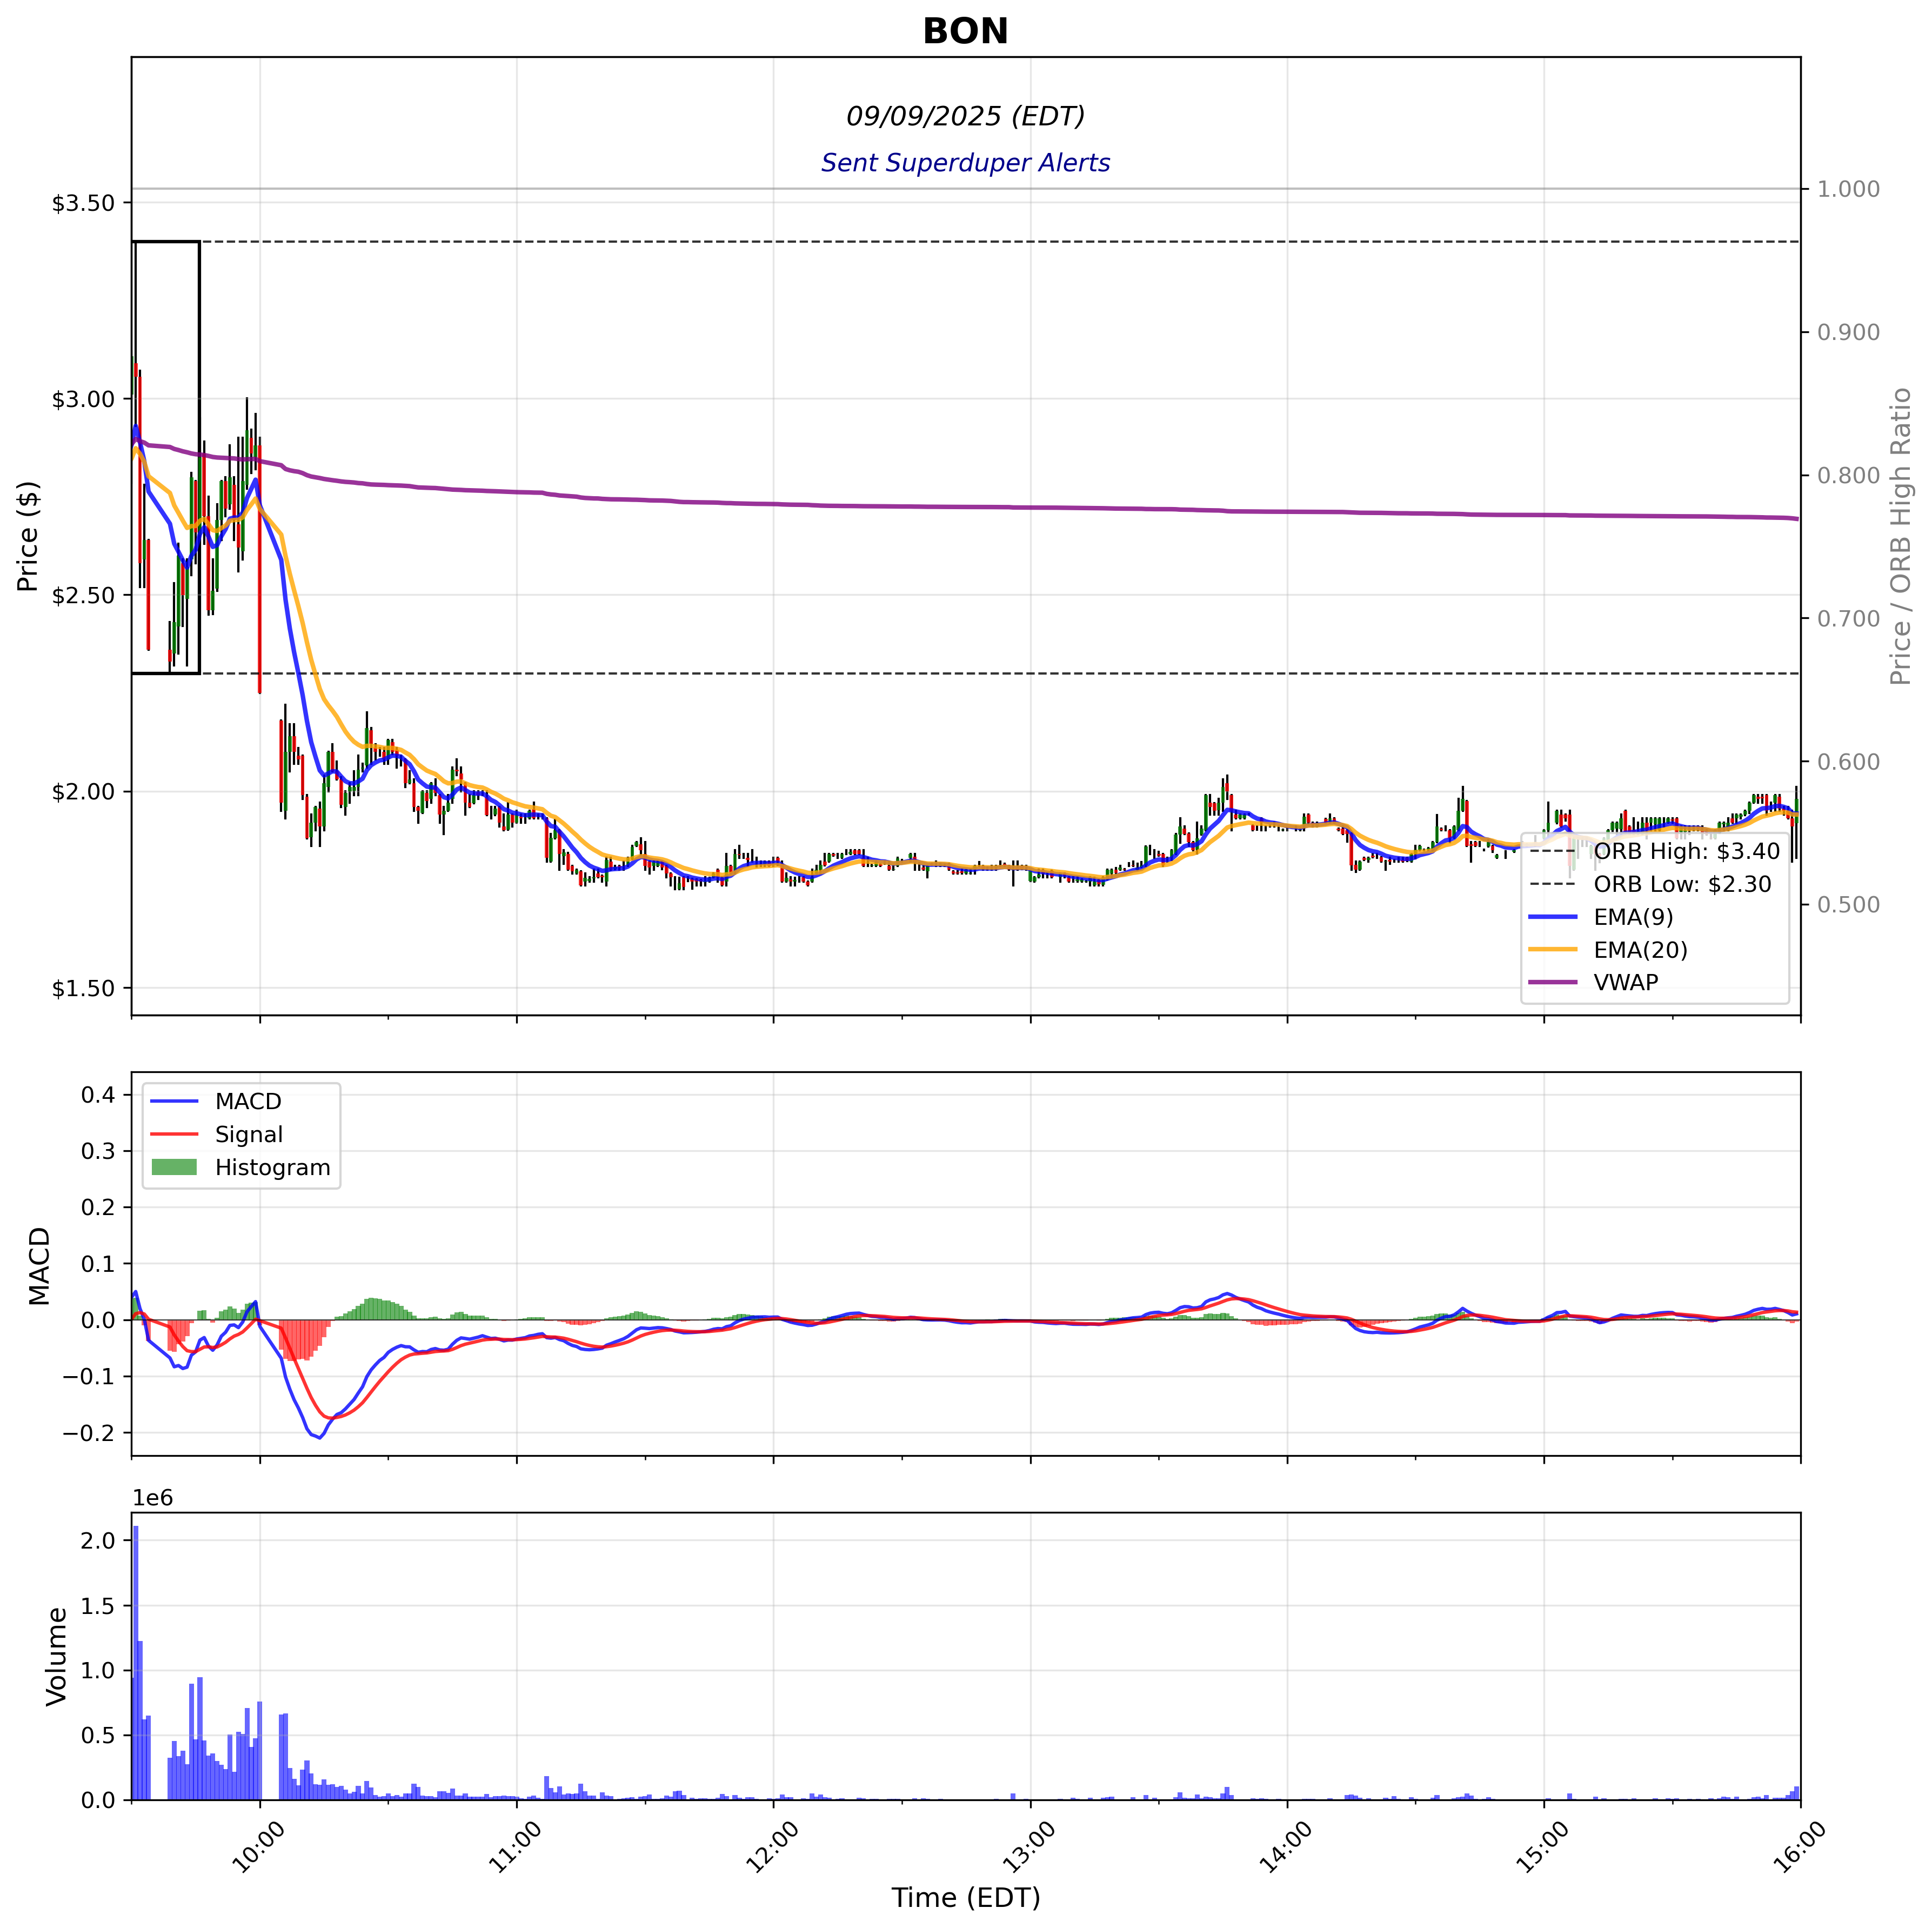 BON
09/09/2025 (EDT)
Sent Superduper Alerts
Price ($)
$3.50
$3.00
$2.50
$2.00
$1.50
Price / ORB High Ratio
1.000
0.900
0.800
0.700
0.600
0.500
ORB High: $3.40
ORB Low: $2.30
EMA(9)
EMA(20)
VWAP
MACD
0.4
0.3
0.2
0.1
0.0
−0.1
−0.2
MACD
Signal
Histogram
1e6
Volume
2.0
1.5
1.0
0.5
0.0
10:00
11:00
12:00
13:00
14:00
15:00
16:00
Time (EDT)